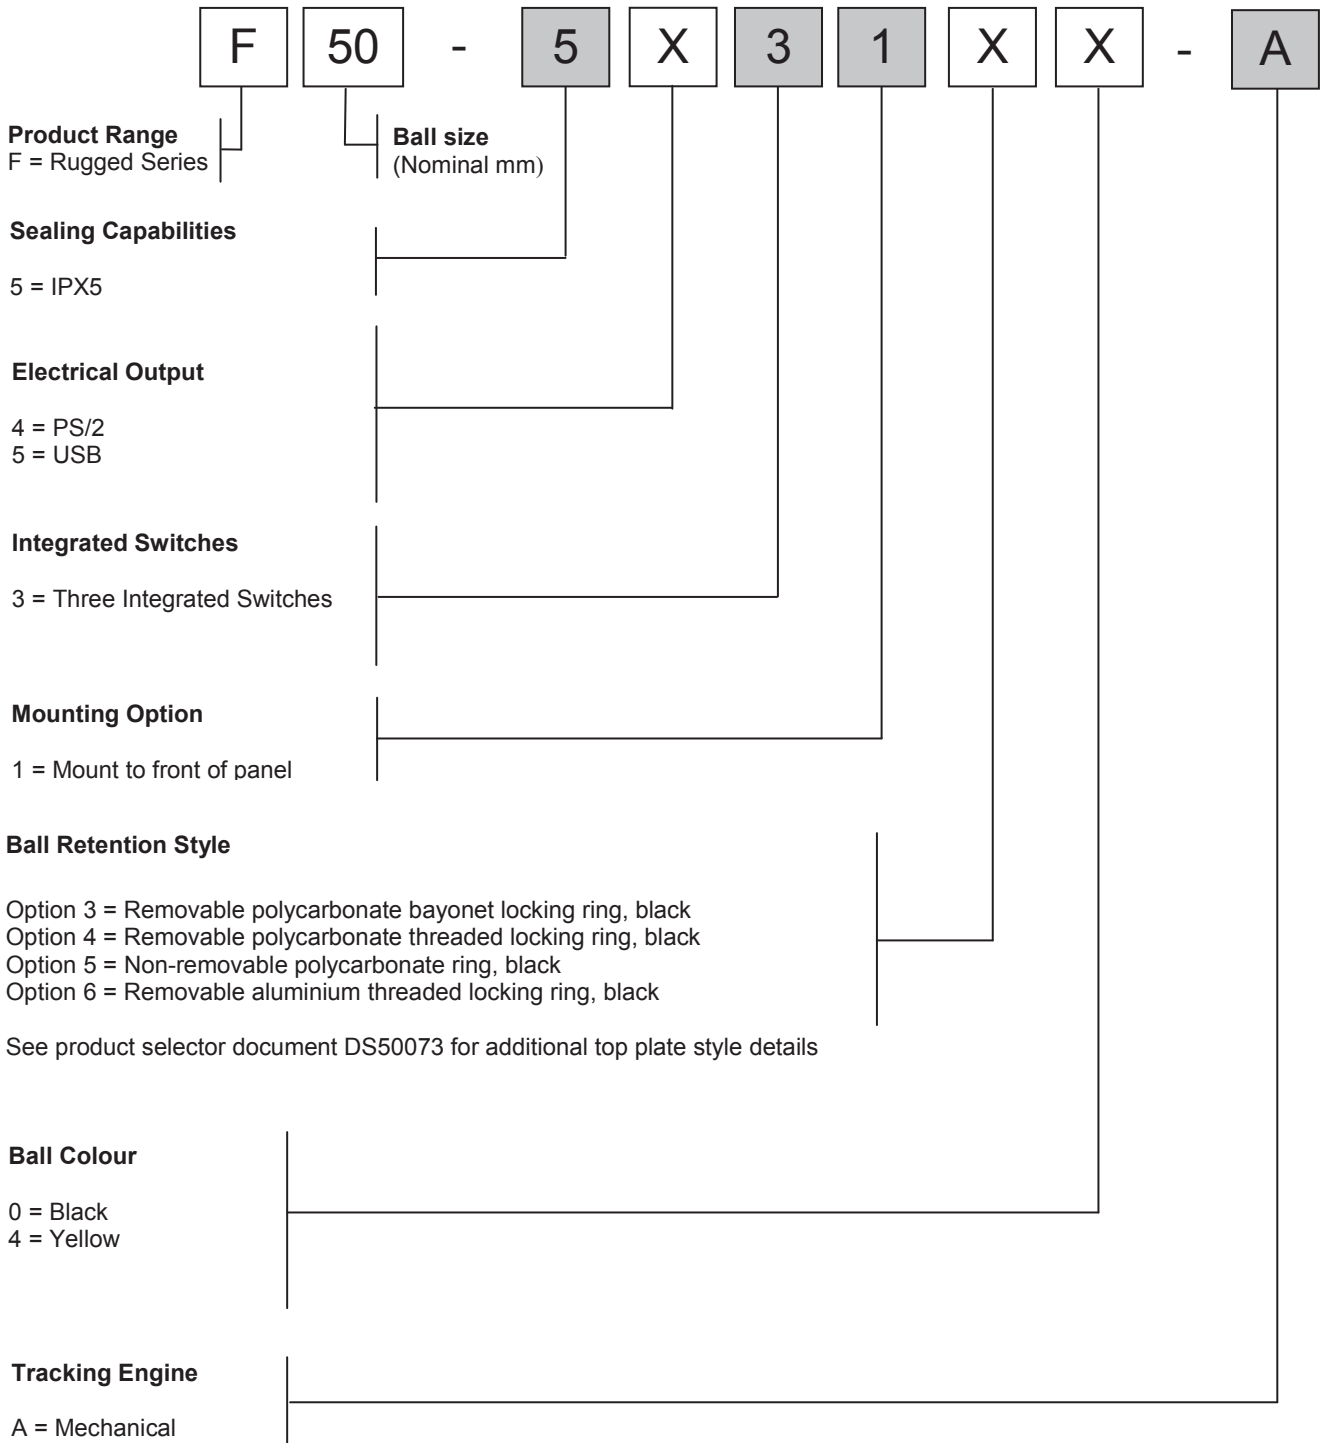 F 50 - 5 X 3 1 X X - A
Product Range
F = Rugged Series
Ball size
(Nominal mm)
Sealing Capabilities
5 = IPX5
Electrical Output
4 = PS/2
5 = USB
Integrated Switches
3 = Three Integrated Switches
Mounting Option
1 = Mount to front of panel
Ball Retention Style
Option 3 = Removable polycarbonate bayonet locking ring, black
Option 4 = Removable polycarbonate threaded locking ring, black
Option 5 = Non-removable polycarbonate ring, black
Option 6 = Removable aluminium threaded locking ring, black
See product selector document DS50073 for additional top plate style details
Ball Colour
0 = Black
4 = Yellow
Tracking Engine
A = Mechanical